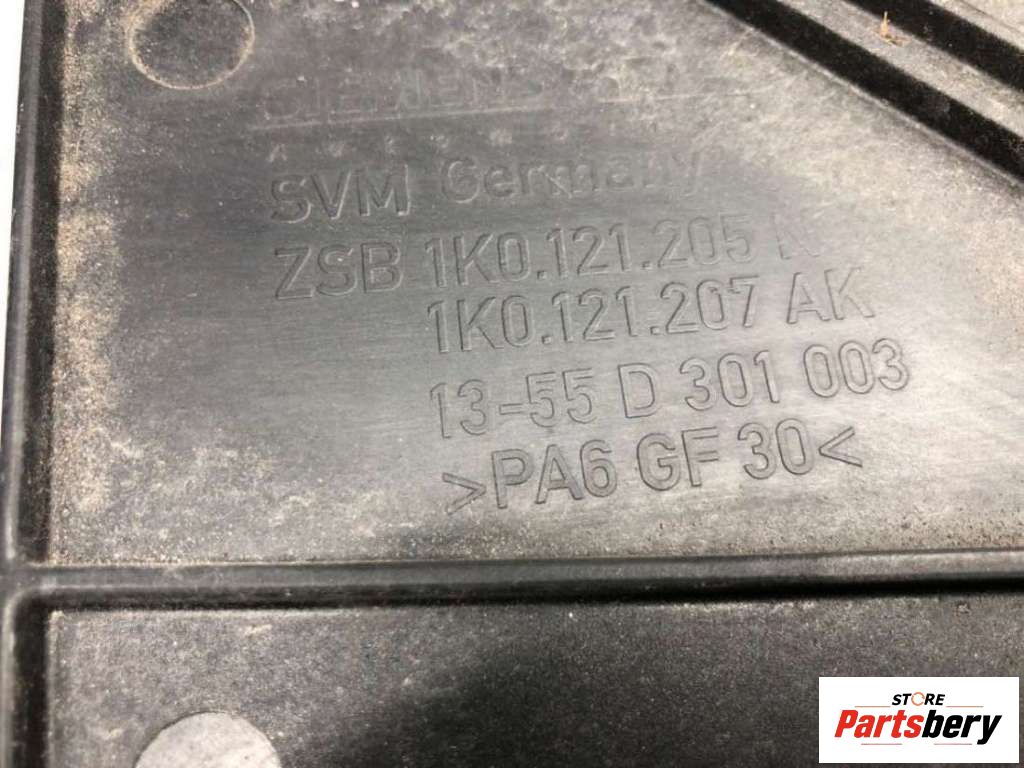 SVM Germany
ZSB 1K0.121.205
1K0.121.207 AK
13-55 D 301 003
>PA6 GF 30<
STORE
Partsbery